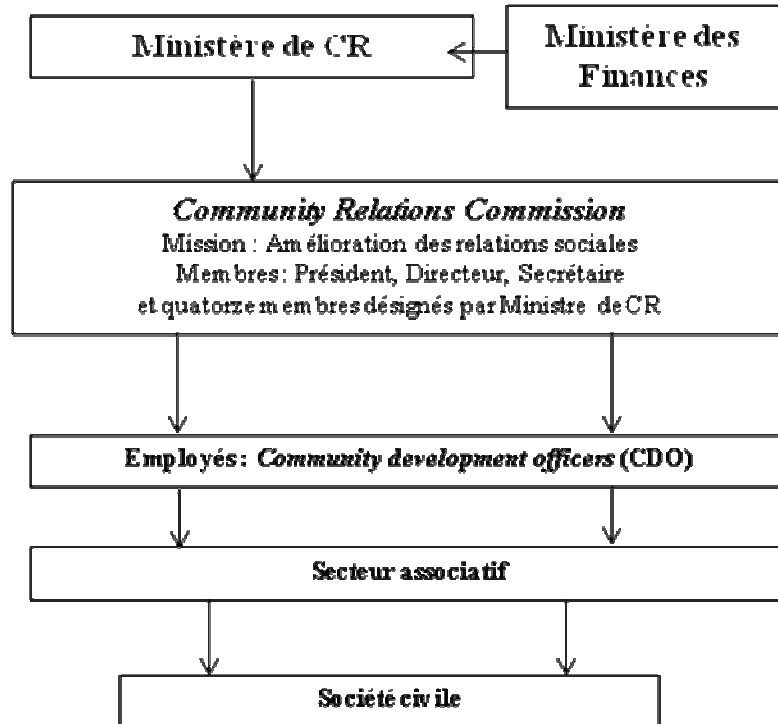 Ministère de CR
Ministère des
Finances
Community Relations Commission
Mission : Amélioration des relations sociales
Membres: Président, Directeur, Secrétaire
et quatorze membres désignés par Ministre de CR
Employés: Community development officers (CDO)
Secteur associatif
Société civile